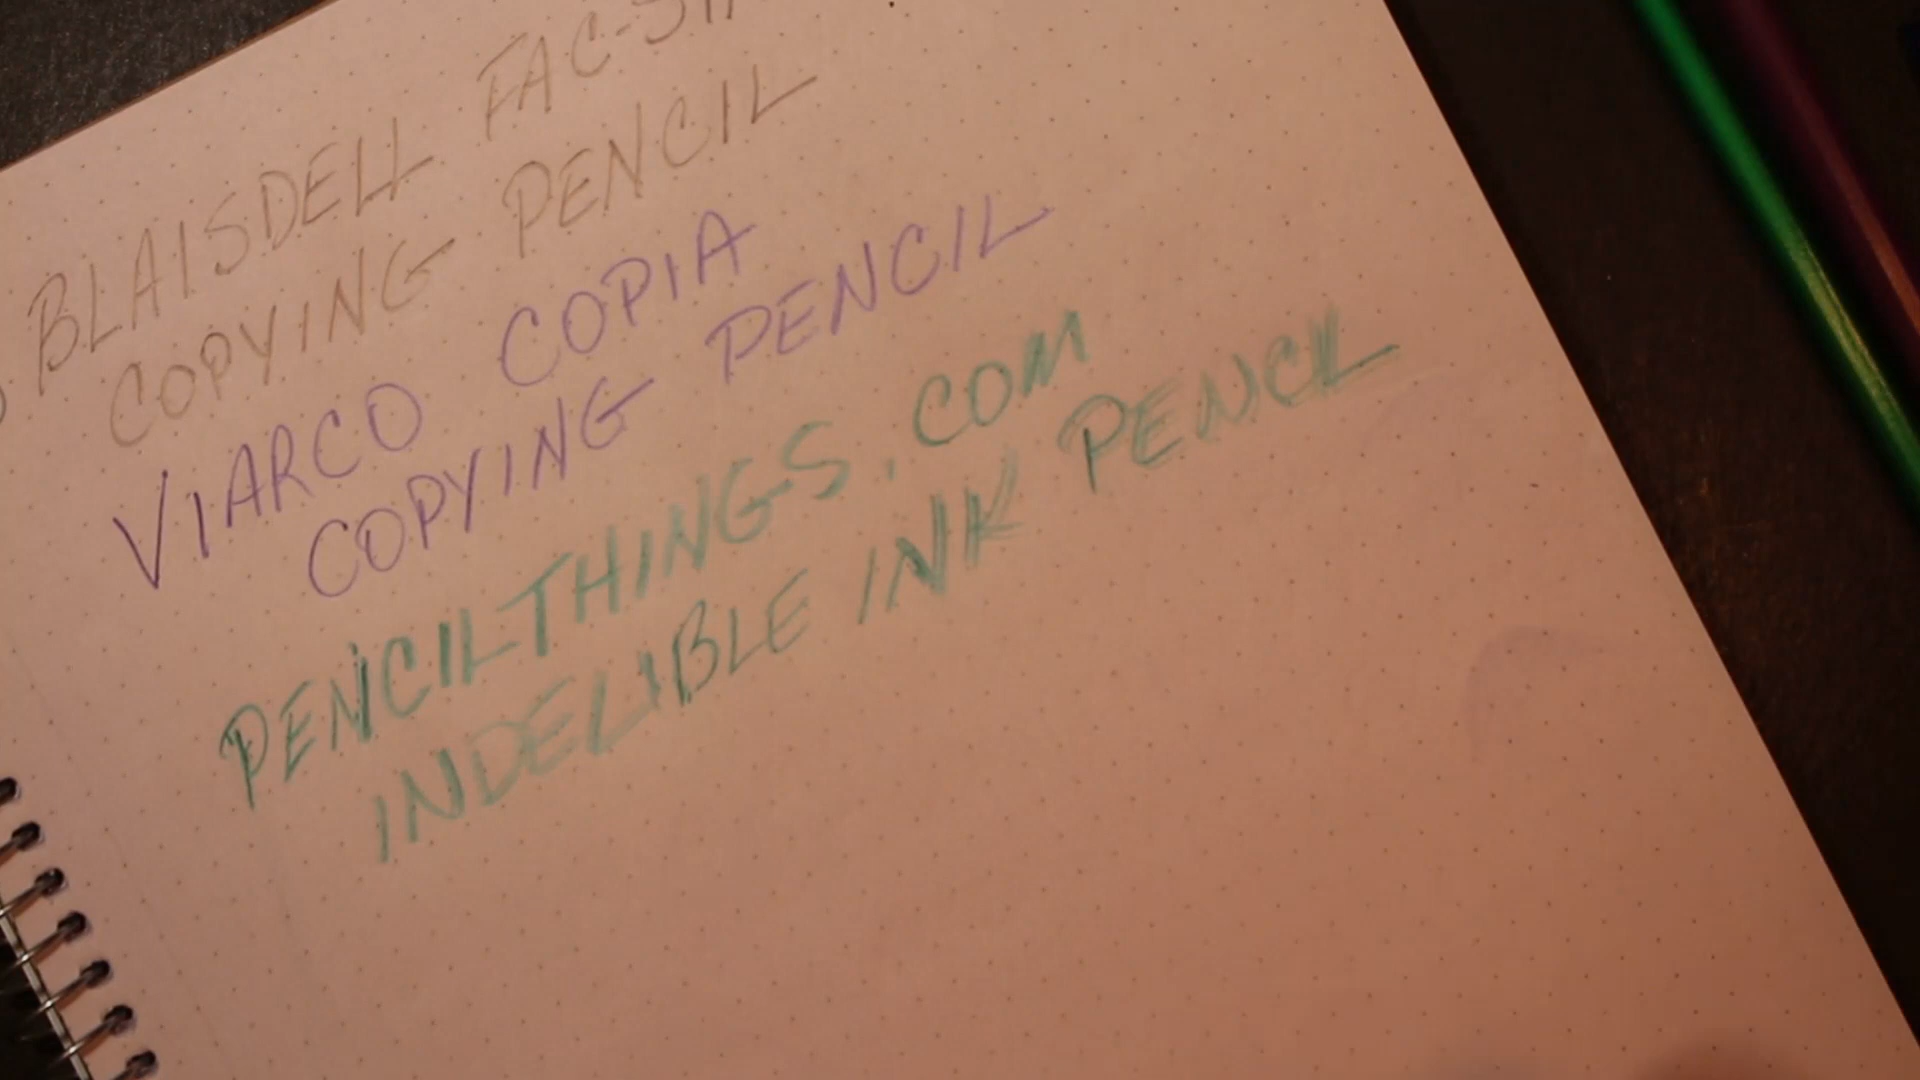 BLAISDELL
COPYING PENCIL
VIARCO COPIA
COPYING PENCIL
PENCILTHINGS.COM
INDELIBLE INK PENCIL